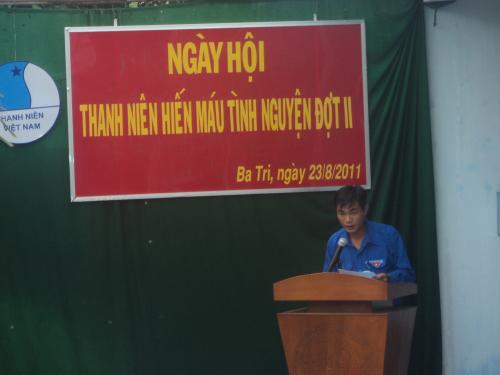 NGÀY HỘI
THANH NIÊN HIẾN MÁU TÌNH NGUYỆN ĐỢT II
Ba Tri, ngày 23/8/2011
THANH NIÊN
VIỆT NAM